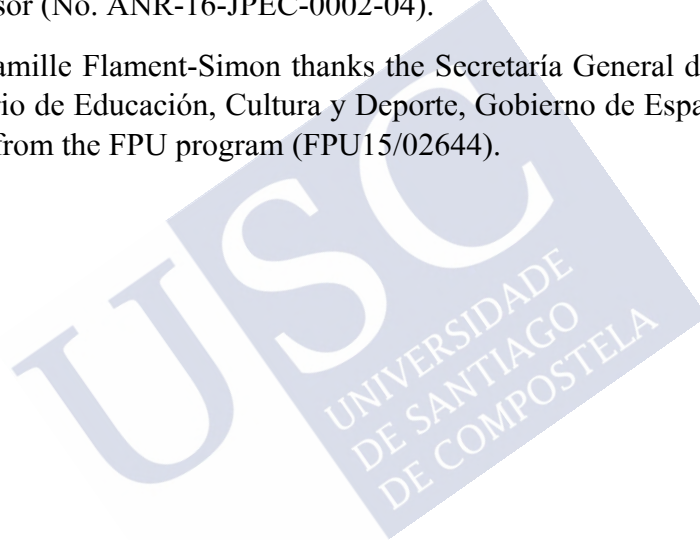 sor (No. ANR-16-JPEC-0002-04).
amille Flament-Simon thanks the Secretaría General d
rio de Educación, Cultura y Deporte, Gobierno de Espa
from the FPU program (FPU15/02644).
USC
UNIVERSIDADE
DE SANTIAGO
DE COMPOSTELA